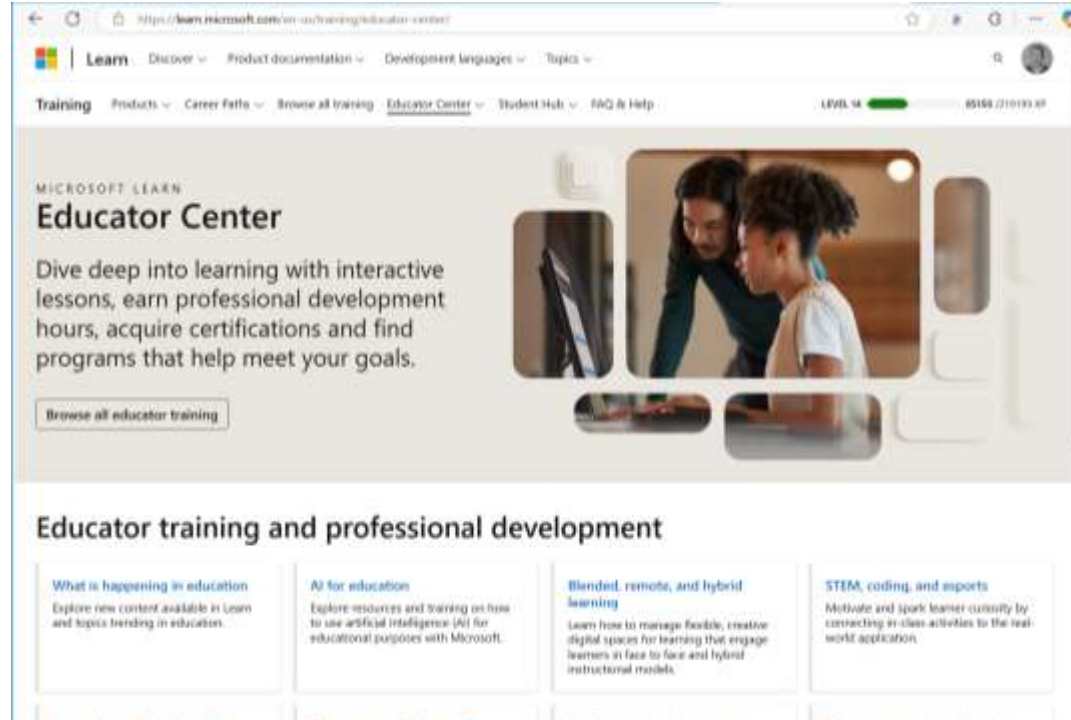 https://learn.microsoft.com/en-us/training/educator-center/
Learn Discover Product documentation Development languages Topics
Training Products Career Paths Browse all training Educator Center Student Hub FAQ & Help LEVEL 14
MICROSOFT LEARN
Educator Center
Dive deep into learning with interactive
lessons, earn professional development
hours, acquire certifications and find
programs that help meet your goals.
Browse all educator training
Educator training and professional development
What is happening in education
Explore new content available in Learn
and topics trending in education.
AI for education
Explore resources and training on how
to use artificial intelligence (AI) for
educational purposes with Microsoft.
Blended, remote, and hybrid
learning
Learn how to manage flexible, creative
digital spaces for learning that engage
learners in face to face and hybrid
instructional models.
STEM, coding, and esports
Motivate and spark learner curiosity by
connecting in-class activities to the real-
world application.